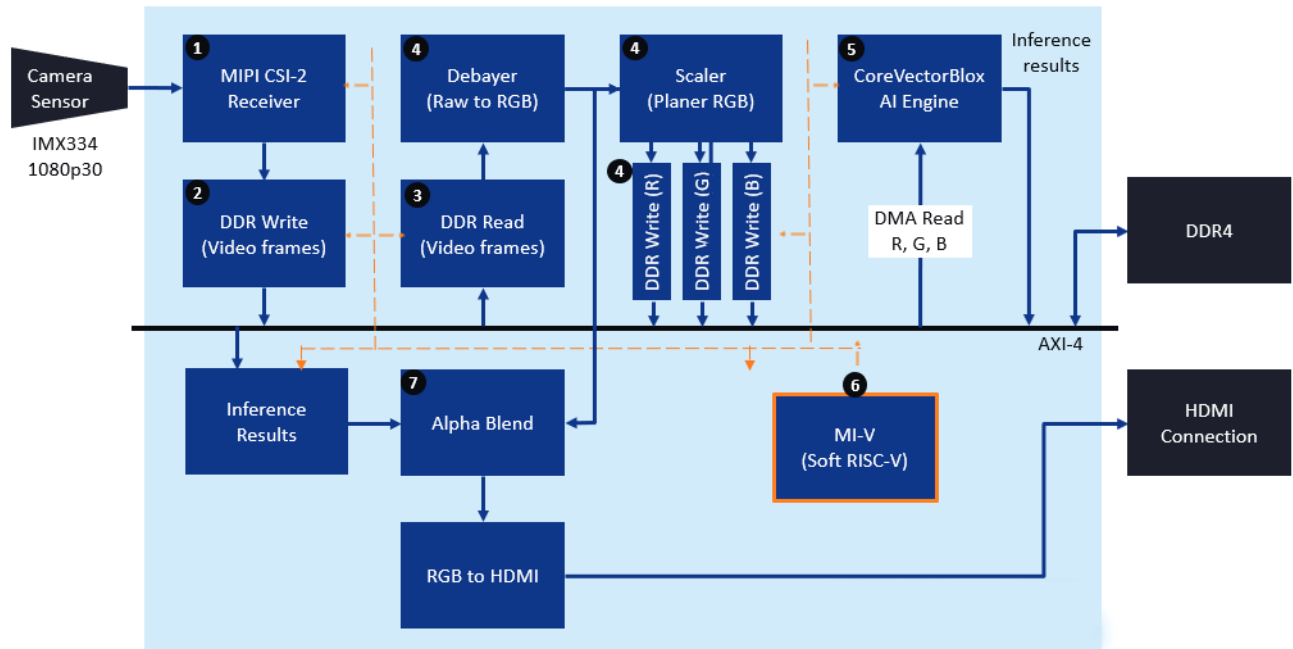 1
MIPI CSI-2
Receiver
4
Debayer
(Raw to RGB)
4
Scaler
(Planer RGB)
5
CoreVectorBlox
AI Engine
Inference
results
Camera
Sensor
IMX334
1080p30
2
DDR Write
(Video frames)
3
DDR Read
(Video frames)
4
DDR Write (R)
DDR Write (G)
DDR Write (B)
DMA Read
R, G, B
DDR4
AXI-4
Inference
Results
7
Alpha Blend
6
MI-V
(Soft RISC-V)
HDMI
Connection
RGB to HDMI